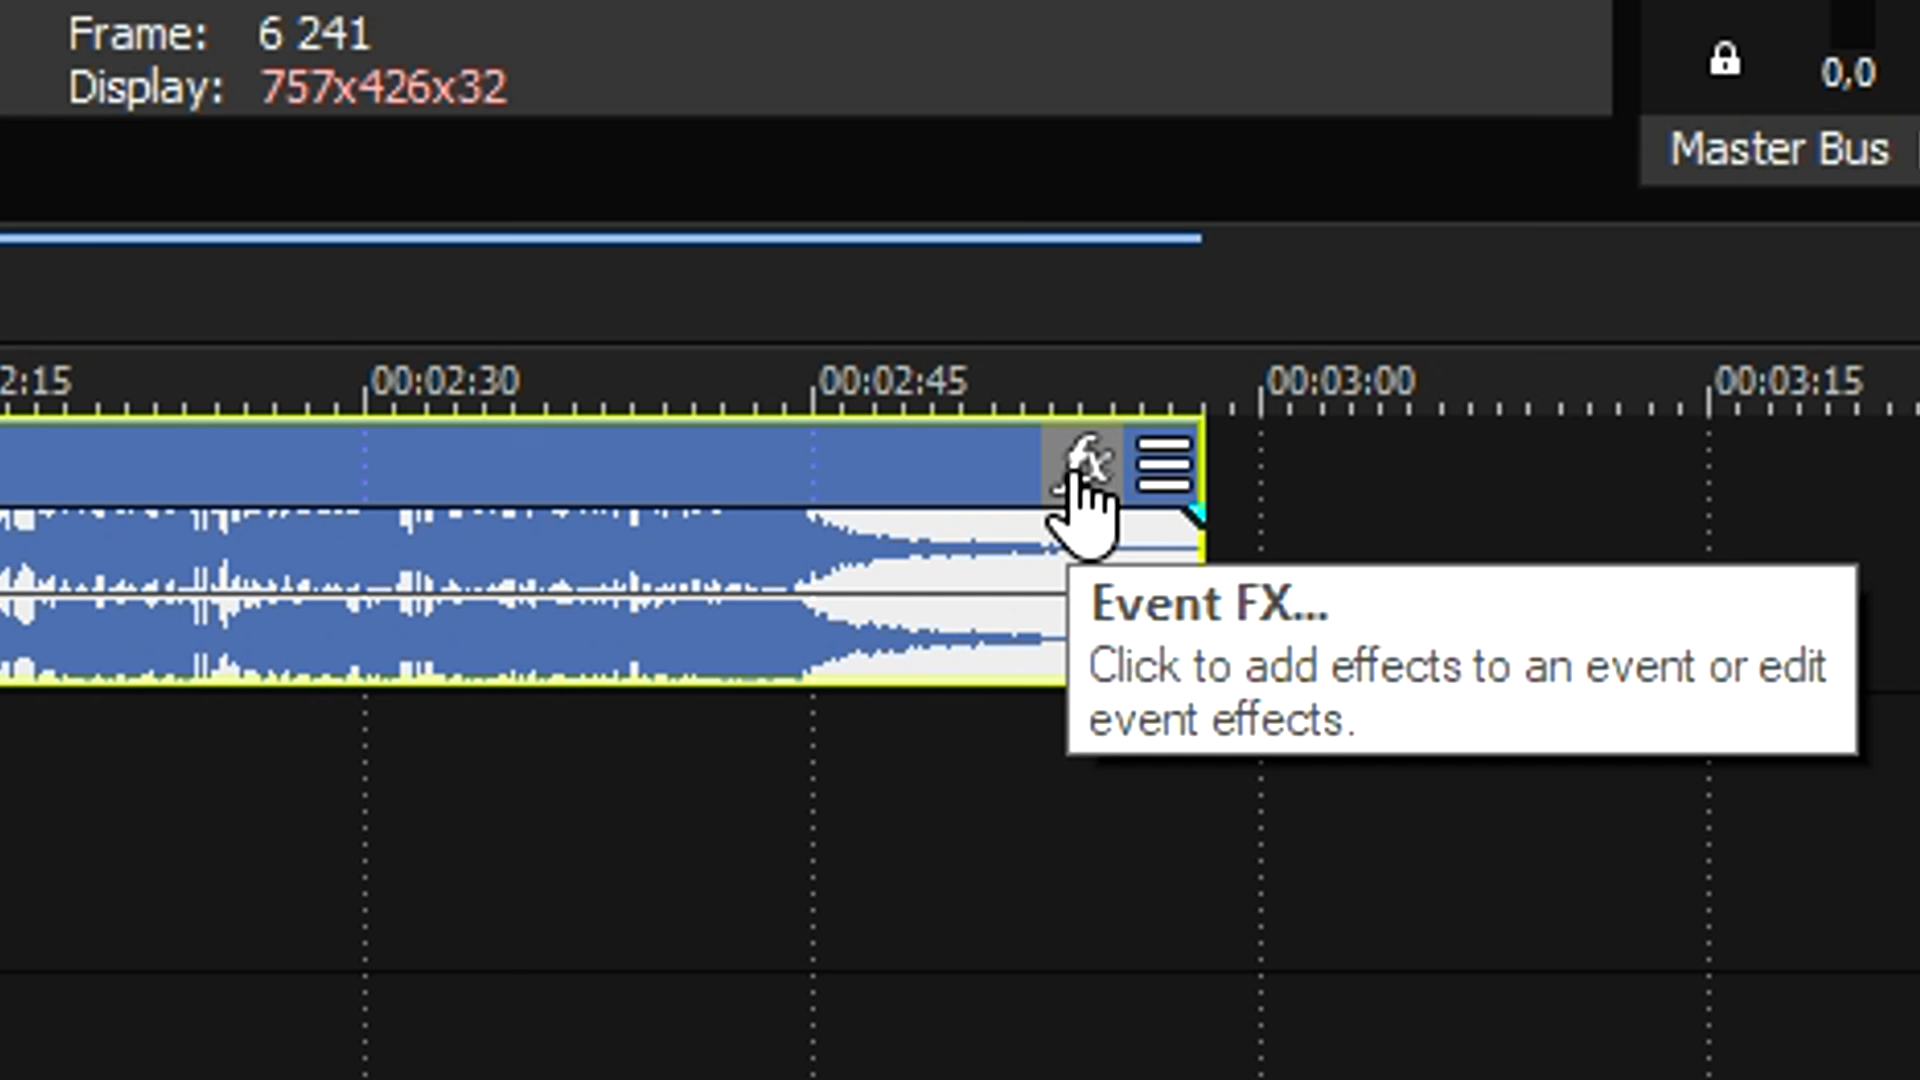 Frame: 6 241
Display: 757x426x32
0,0
Master Bus
2:15 00:02:30 00:02:45 00:03:00 00:03:15
fx
Event FX...
Click to add effects to an event or edit
event effects.